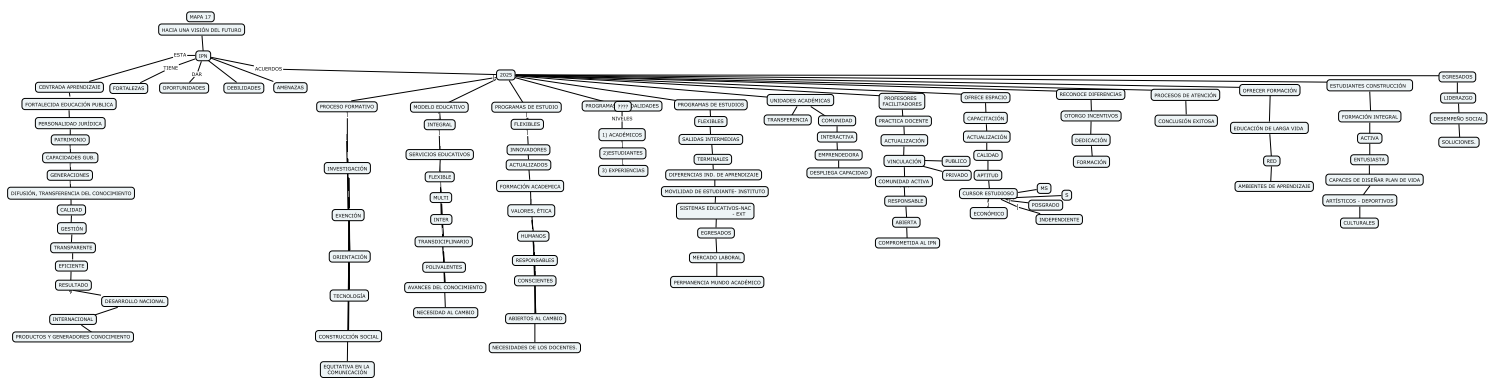 MAPA 17
HACÍA UNA VISIÓN DEL FUTURO
IPN
ESTA
TIENE
DAR
ACUERDOS
CENTRADA APRENDIZAJE
FORTALEZAS
OPORTUNIDADES
DEBILIDADES
AMENAZAS
FORTALECIDA EDUCACIÓN PUBLICA
PERSONALIDAD JURÍDICA
PATRIMONIO
CAPACIDADES GUB.
GENERACIONES
DIFUSIÓN, TRANSFERENCIA DEL CONOCIMIENTO
CALIDAD
GESTIÓN
TRANSPARENTE
EFICIENTE
RESULTADO
DESARROLLO NACIONAL
INTERNACIONAL
PRODUCTOS Y GENERADORES CONOCIMIENTO
2025
PROCESO FORMATIVO
INVESTIGACIÓN
EXENCIÓN
ORIENTACIÓN
TECNOLOGÍA
CONSTRUCCIÓN SOCIAL
EQUITATIVA EN LA
COMUNICACIÓN
MODELO EDUCATIVO
INTEGRAL
SERVICIOS EDUCATIVOS
FLEXIBLE
MULTI
INTER
TRANSDICIPLINARIO
POLIVALENTES
AVANCES DEL CONOCIMIENTO
NECESIDAD AL CAMBIO
PROGRAMAS DE ESTUDIO
FLEXIBLES
INNOVADORES
ACTUALIZADOS
FORMACIÓN ACADEMICA
VALORES, ÉTICA
HUMANOS
RESPONSABLES
CONSCIENTES
ABIERTOS AL CAMBIO
NECESIDADES DE LOS DOCENTES.
????
NIVELES
1) ACADÉMICOS
2)ESTUDIANTES
3) EXPERIENCIAS
PROGRAMAS DE ESTUDIOS
FLEXIBLES
SALIDAS INTERMEDIAS
TERMINALES
DIFERENCIAS IND. DE APRENDIZAJE
MOVILIDAD DE ESTUDIANTE- INSTITUTO
SISTEMAS EDUCATIVOS-NAC
- EXT
EGRESADOS
MERCADO LABORAL
PERMANENCIA MUNDO ACADÉMICO
UNIDADES ACADÉMICAS
TRANSFERENCIA
COMUNIDAD
INTERACTIVA
EMPRENDEDORA
DESPLIEGA CAPACIDAD
PROFESORES
FACILITADORES
PRACTICA DOCENTE
ACTUALIZACIÓN
VINCULACIÓN
PUBLICO
PRIVADO
COMUNIDAD ACTIVA
RESPONSABLE
ABIERTA
COMPROMETIDA AL IPN
OFRECE ESPACIO
CAPACITACIÓN
ACTUALIZACIÓN
CALIDAD
APTITUD
CURSOR ESTUDIOSO
MS
S
POSGRADO
INDEPENDIENTE
ECONÓMICO
RECONOCE DIFERENCIAS
OTORGO INCENTIVOS
DEDICACIÓN
FORMACIÓN
PROCESOS DE ATENCIÓN
CONCLUSIÓN EXITOSA
OFRECER FORMACIÓN
EDUCACIÓN DE LARGA VIDA
RED
AMBIENTES DE APRENDIZAJE
ESTUDIANTES CONSTRUCCIÓN
FORMACIÓN INTEGRAL
ACTIVA
ENTUSIASTA
CAPACES DE DISEÑAR PLAN DE VIDA
ARTÍSTICOS - DEPORTIVOS
CULTURALES
EGRESADOS
LIDERAZGO
DESEMPEÑO SOCIAL
SOLUCIONES.